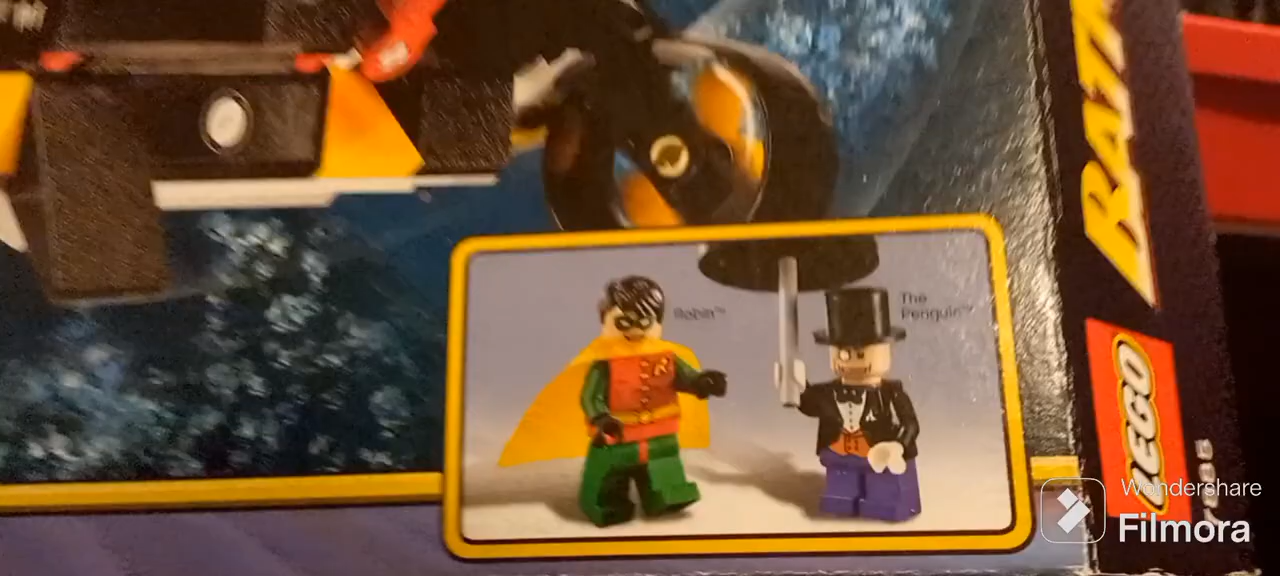 Robin™
The
Penguin™
R
LEGO
Wondershare
Filmora